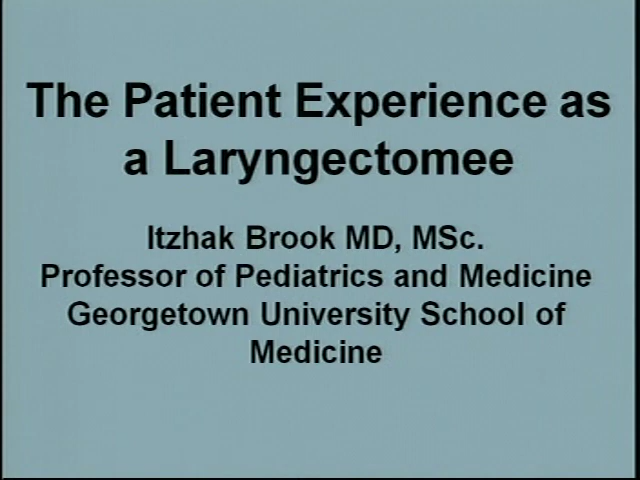 The Patient Experience as
a Laryngectomee
Itzhak Brook MD, MSc.
Professor of Pediatrics and Medicine
Georgetown University School of
Medicine